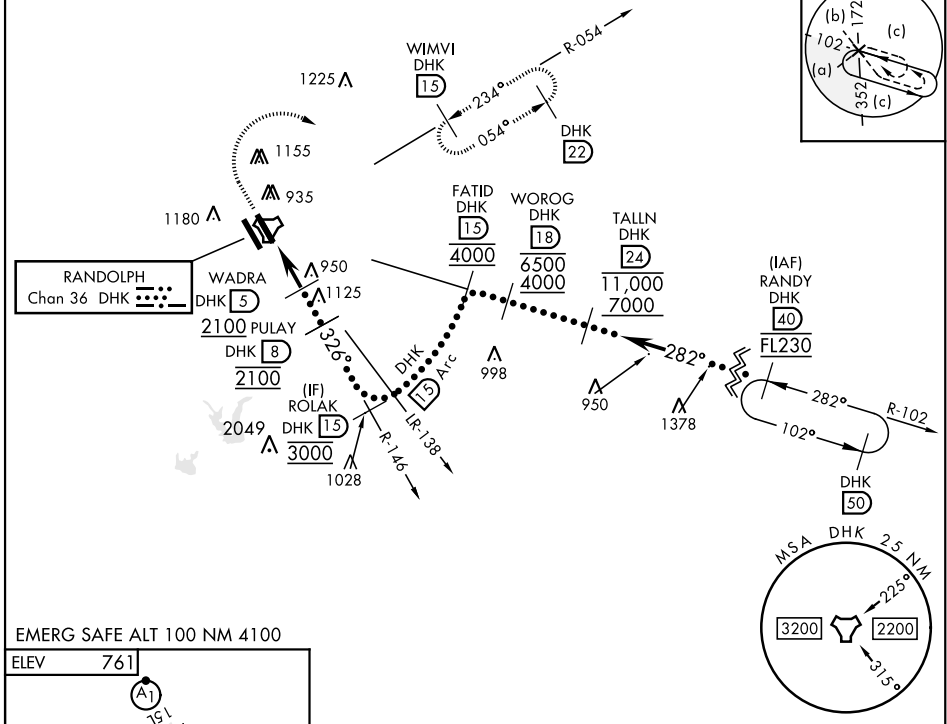 (b)
172
(c)
102
(a)
352
(c)
WIMVI
DHK
15
R-054
234°
054°
DHK
22
1225
1155
935
1180
RANDOLPH
Chan 36 DHK
WADRA
DHK 5
2100
PULAY
DHK 8
2100
950
1125
326°
(IF)
ROLAK
DHK 15
3000
2049
1028
R-146
LR-138
DHK
15 Arc
FATID
DHK
15
4000
WOROG
DHK
18
6500
4000
TALLN
DHK
24
11,000
7000
(IAF)
RANDY
DHK
40
FL230
998
950
1378
282°
282°
102°
R-102
DHK
50
MSA DHK 25 NM
225°
3200
2200
315°
EMERG SAFE ALT 100 NM 4100
ELEV 761
A1
15L